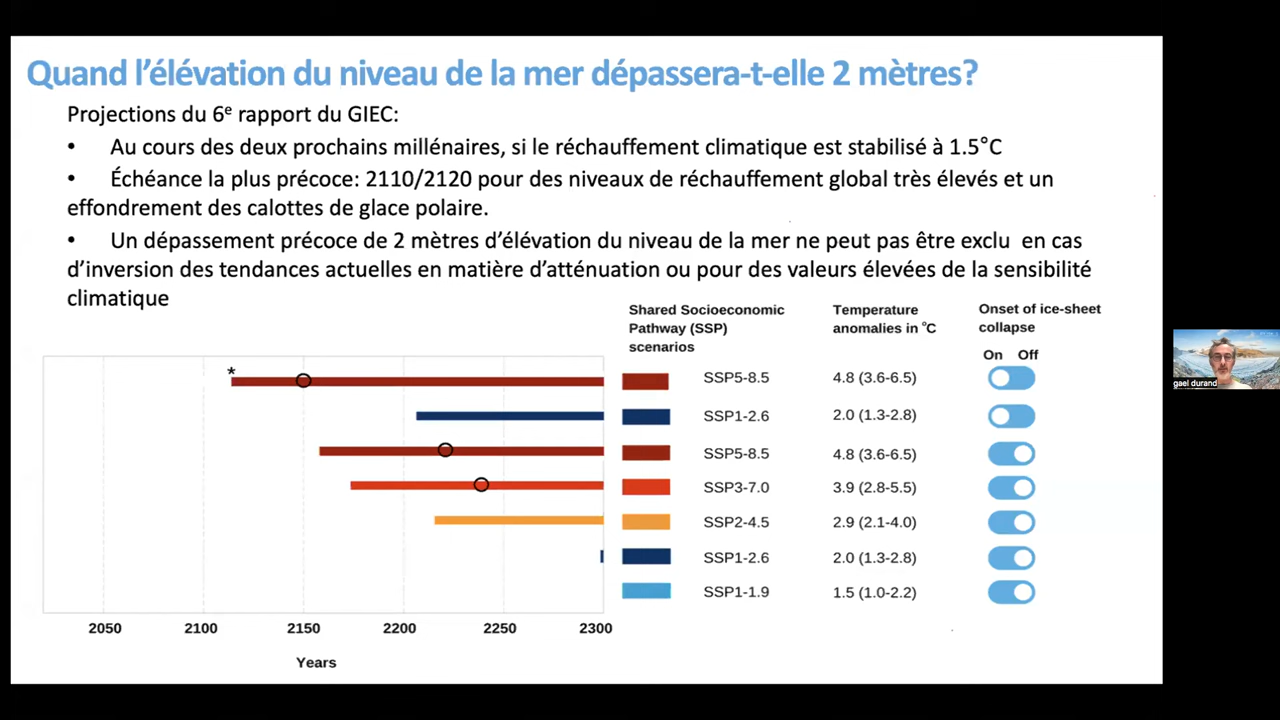 Quand l’élévation du niveau de la mer dépassera-t-elle 2 mètres?
Projections du 6e rapport du GIEC:
• Au cours des deux prochains millénaires, si le réchauffement climatique est stabilisé à 1.5°C
• Échéance la plus précoce: 2110/2120 pour des niveaux de réchauffement global très élevés et un
effondrement des calottes de glace polaire.
• Un dépassement précoce de 2 mètres d’élévation du niveau de la mer ne peut pas être exclu en cas
d’inversion des tendances actuelles en matière d’atténuation ou pour des valeurs élevées de la sensibilité
climatique
Shared Socioeconomic
Pathway (SSP)
scenarios
Temperature
anomalies in °C
Onset of ice-sheet
collapse
On Off
*
SSP5-8.5 4.8 (3.6-6.5)
SSP1-2.6 2.0 (1.3-2.8)
SSP5-8.5 4.8 (3.6-6.5)
SSP3-7.0 3.9 (2.8-5.5)
SSP2-4.5 2.9 (2.1-4.0)
SSP1-2.6 2.0 (1.3-2.8)
SSP1-1.9 1.5 (1.0-2.2)
2050 2100 2150 2200 2250 2300
Years
gael durand